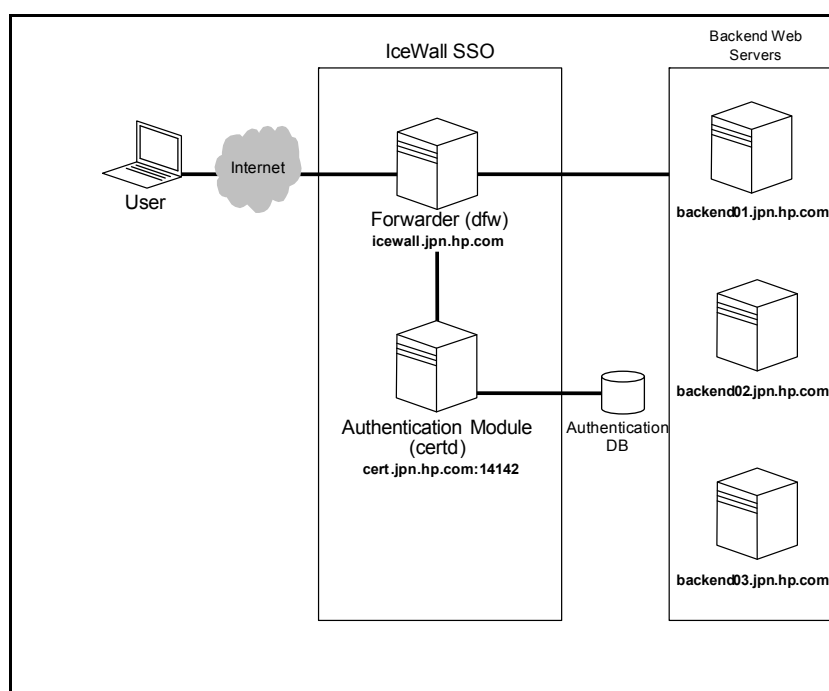 IceWall SSO
Backend Web
Servers
Internet
User
Forwarder (dfw)
icewall.jpn.hp.com
backend01.jpn.hp.com
Authentication Module
(certd)
cert.jpn.hp.com:14142
Authentication
DB
backend02.jpn.hp.com
backend03.jpn.hp.com